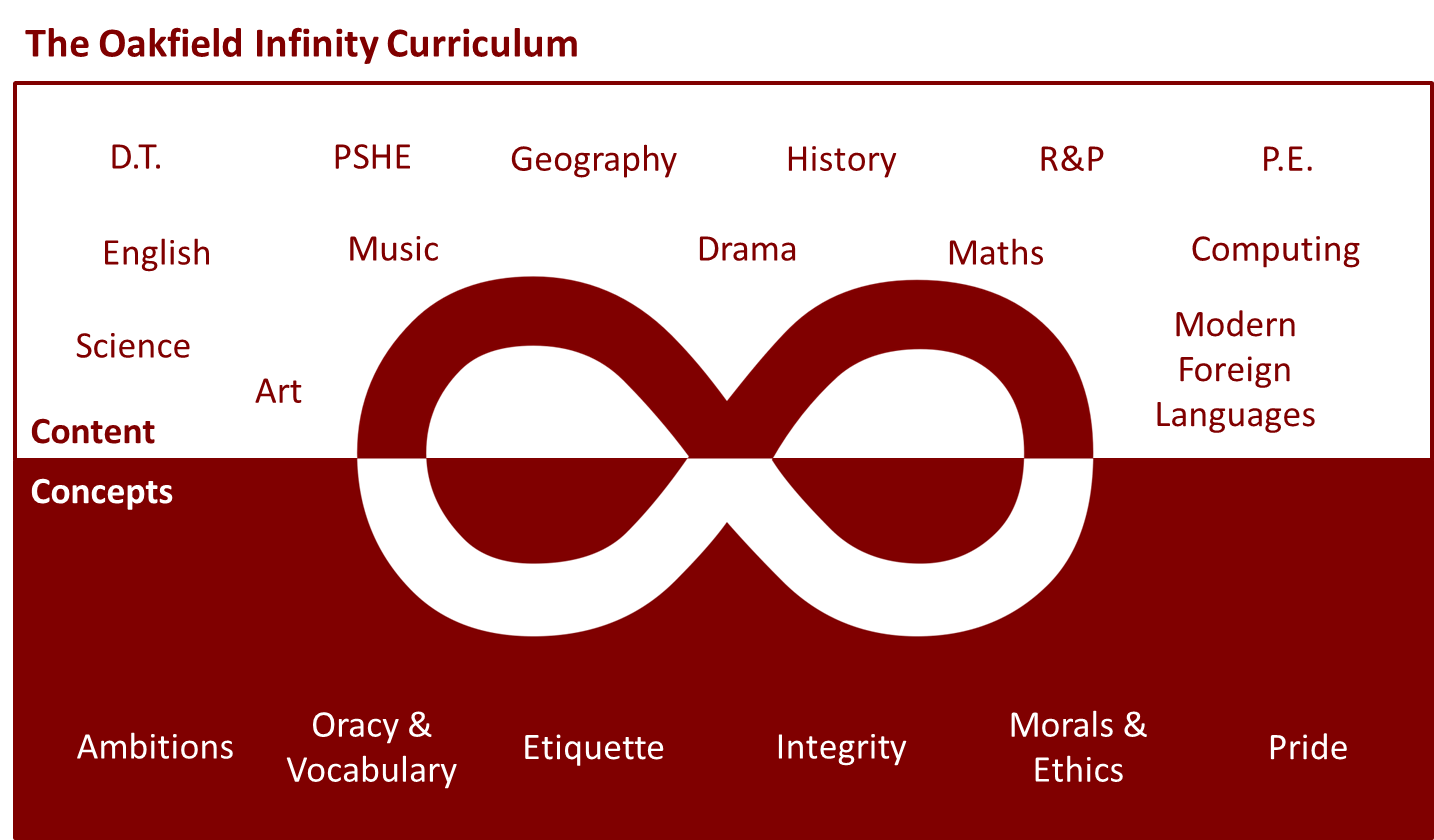 The Oakfield Infinity Curriculum
D.T.
PSHE
Geography
History
R&P
P.E.
English
Music
Drama
Maths
Computing
Science
Art
Modern
Foreign
Languages
Content
Concepts
Ambitions
Oracy &
Vocabulary
Etiquette
Integrity
Morals &
Ethics
Pride